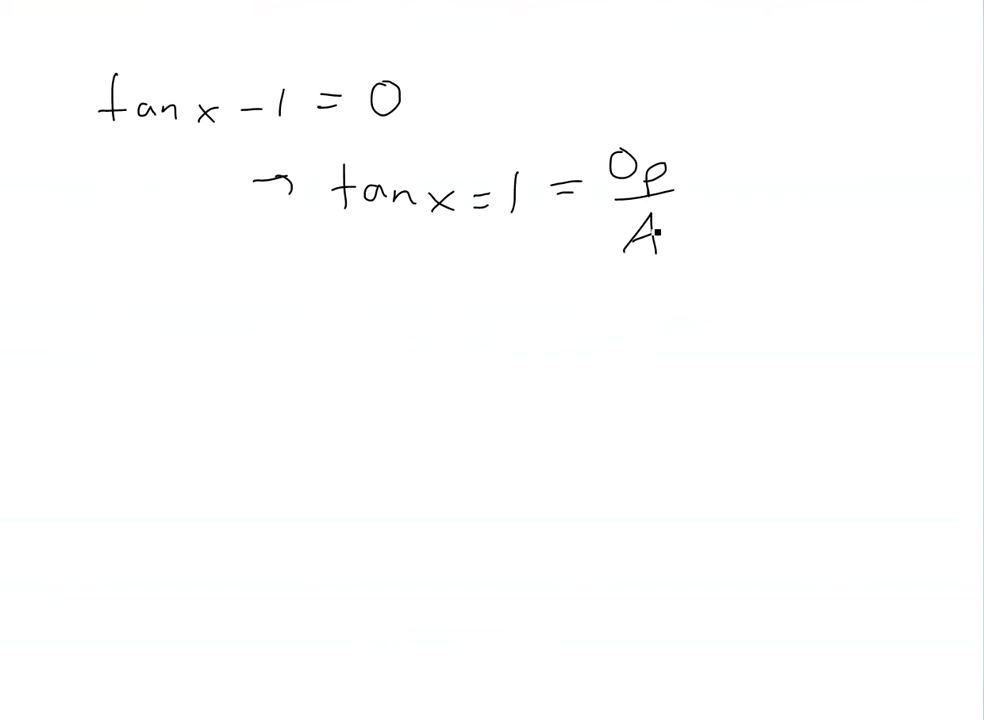 tan x - 1 = 0
→ tan x = 1 = Op / A